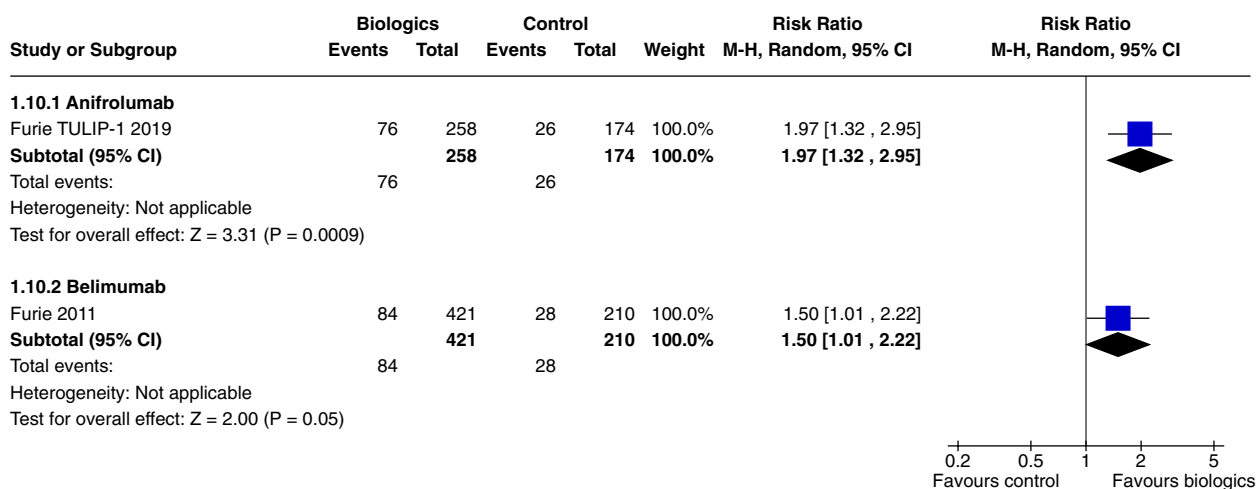 Biologics Control Risk Ratio Risk Ratio
Study or Subgroup Events Total Events Total Weight M-H, Random, 95% CI M-H, Random, 95% CI
1.10.1 Anifrolumab
Furie TULIP-1 2019 76 258 26 174 100.0% 1.97 [1.32 , 2.95]
Subtotal (95% CI) 258 174 100.0% 1.97 [1.32 , 2.95]
Total events: 76 26
Heterogeneity: Not applicable
Test for overall effect: Z = 3.31 (P = 0.0009)
1.10.2 Belimumab
Furie 2011 84 421 28 210 100.0% 1.50 [1.01 , 2.22]
Subtotal (95% CI) 421 210 100.0% 1.50 [1.01 , 2.22]
Total events: 84 28
Heterogeneity: Not applicable
Test for overall effect: Z = 2.00 (P = 0.05)
0.2 0.5 1 2 5
Favours control Favours biologics